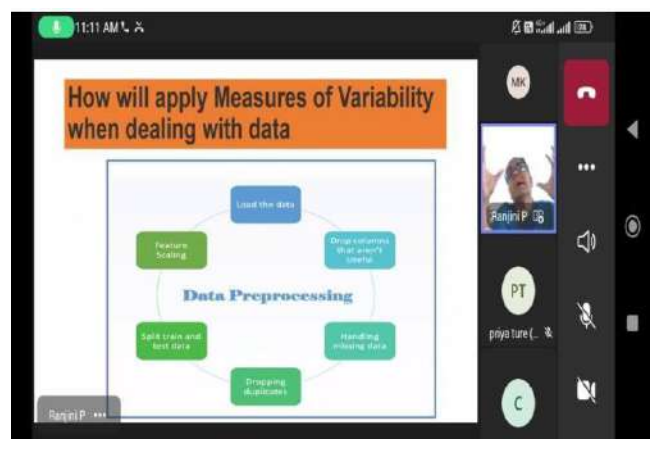 11:11 AM
How will apply Measures of Variability
when dealing with data
Load the data
Drop columns
that aren't
useful
Handling
missing data
Dropping
duplicates
Split train and
test data
Feature
Scaling
Data Preprocessing
Ranjini P
MK
Ranjini P
PT
priya ture (...
C